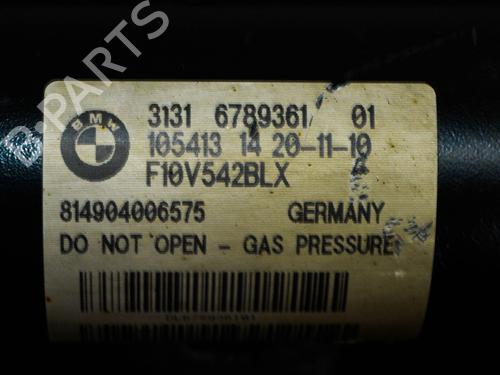 B-PARTS
BMW
3131 6789361 01
105413 14 20-11-10
F10V542BLX
814904006575 GERMANY
DO NOT OPEN - GAS PRESSURE